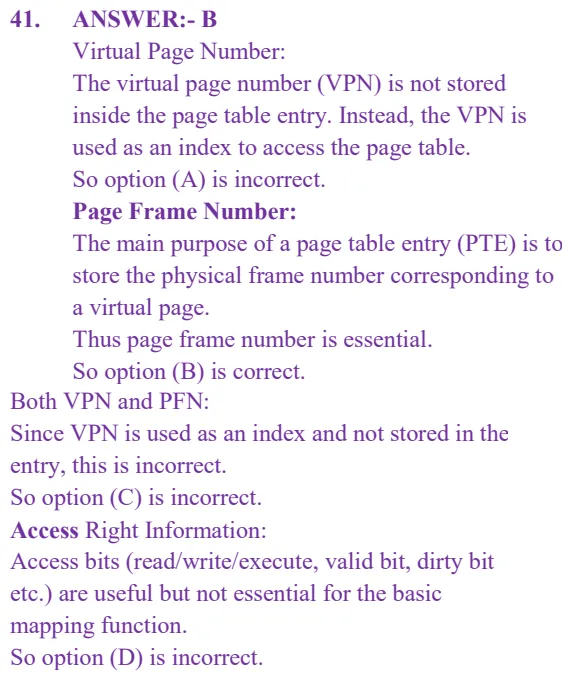 41. ANSWER:- B
Virtual Page Number:
The virtual page number (VPN) is not stored
inside the page table entry. Instead, the VPN is
used as an index to access the page table.
So option (A) is incorrect.
Page Frame Number:
The main purpose of a page table entry (PTE) is to
store the physical frame number corresponding to
a virtual page.
Thus page frame number is essential.
So option (B) is correct.
Both VPN and PFN:
Since VPN is used as an index and not stored in the
entry, this is incorrect.
So option (C) is incorrect.
Access Right Information:
Access bits (read/write/execute, valid bit, dirty bit
etc.) are useful but not essential for the basic
mapping function.
So option (D) is incorrect.